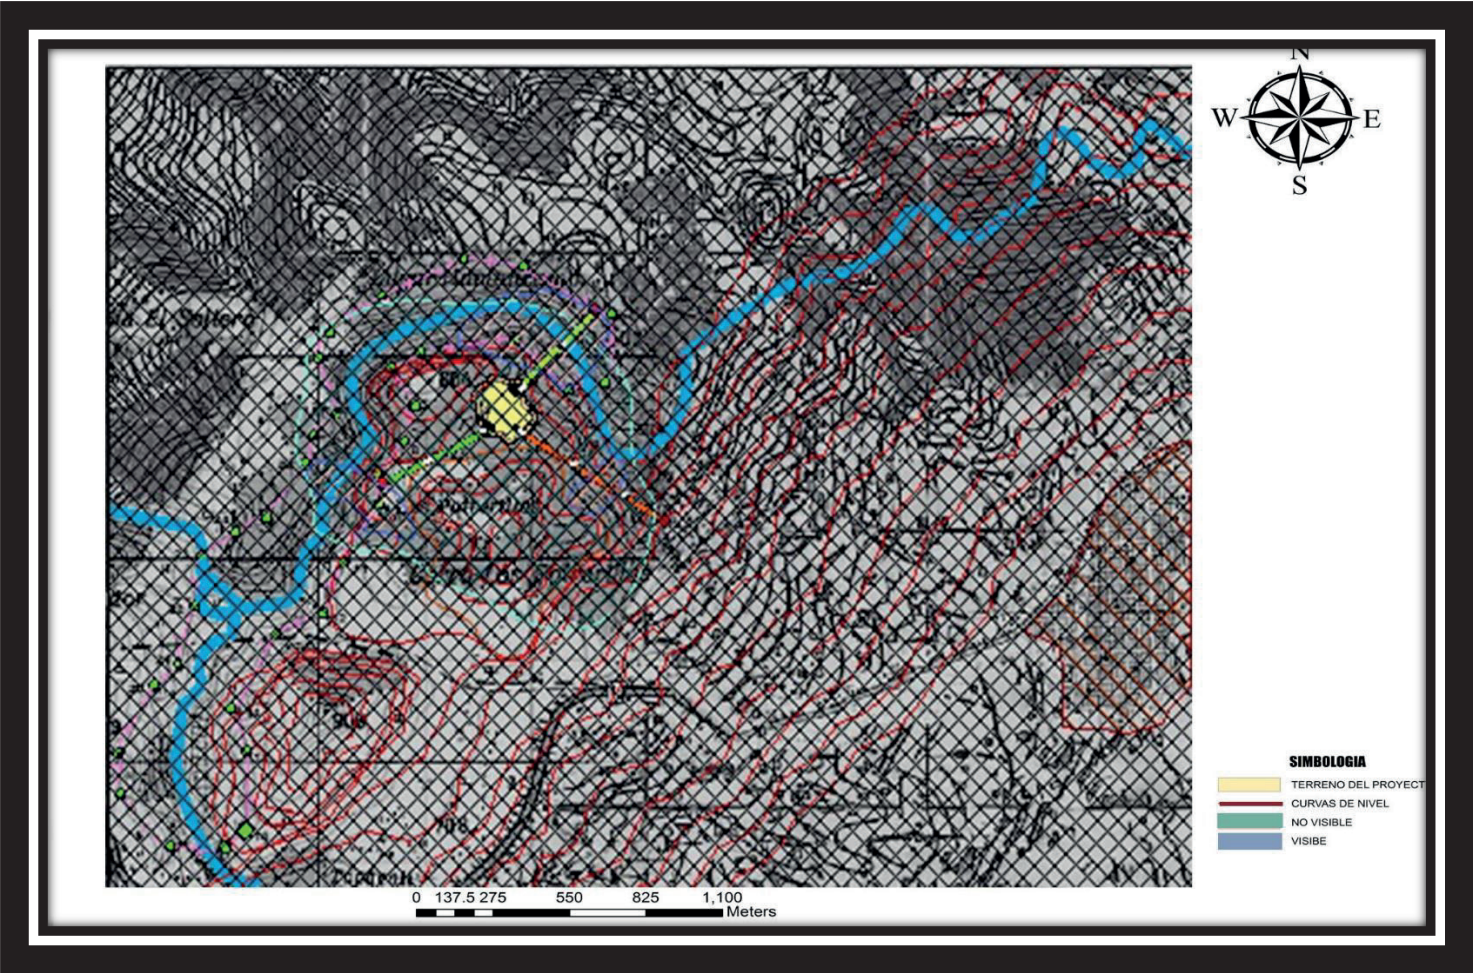 N
W E
S
SIMBOLOGIA
TERRENO DEL PROYECT
CURVAS DE NIVEL
NO VISIBLE
VISIBE
0 137.5 275 550 825 1,100
Meters